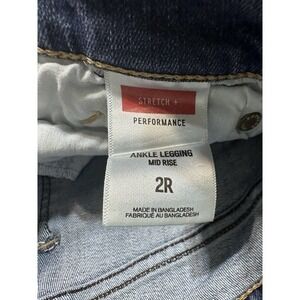 STRETCH +
PERFORMANCE
ANKLE LEGGING
MID RISE
2R
MADE IN BANGLADESH
FABRIQUÉ AU BANGLADESH